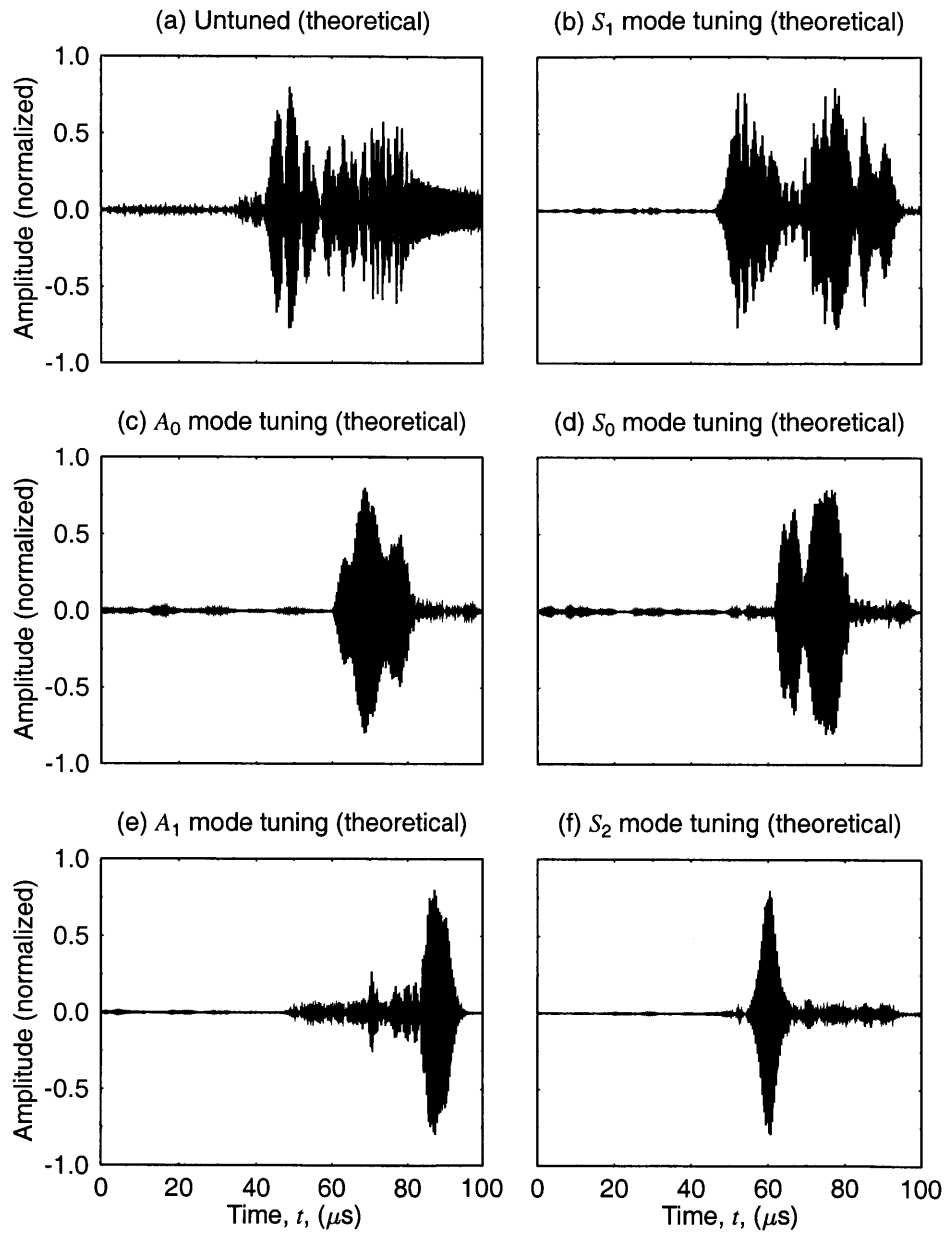 (a) Untuned (theoretical)
(b) S₁ mode tuning (theoretical)
Amplitude (normalized)
1.0
0.5
0.0
-0.5
-1.0
(c) A₀ mode tuning (theoretical)
(d) S₀ mode tuning (theoretical)
Amplitude (normalized)
1.0
0.5
0.0
-0.5
-1.0
(e) A₁ mode tuning (theoretical)
(f) S₂ mode tuning (theoretical)
Amplitude (normalized)
1.0
0.5
0.0
-0.5
-1.0
0 20 40 60 80 100
0 20 40 60 80 100
Time, t, (μs)
Time, t, (μs)